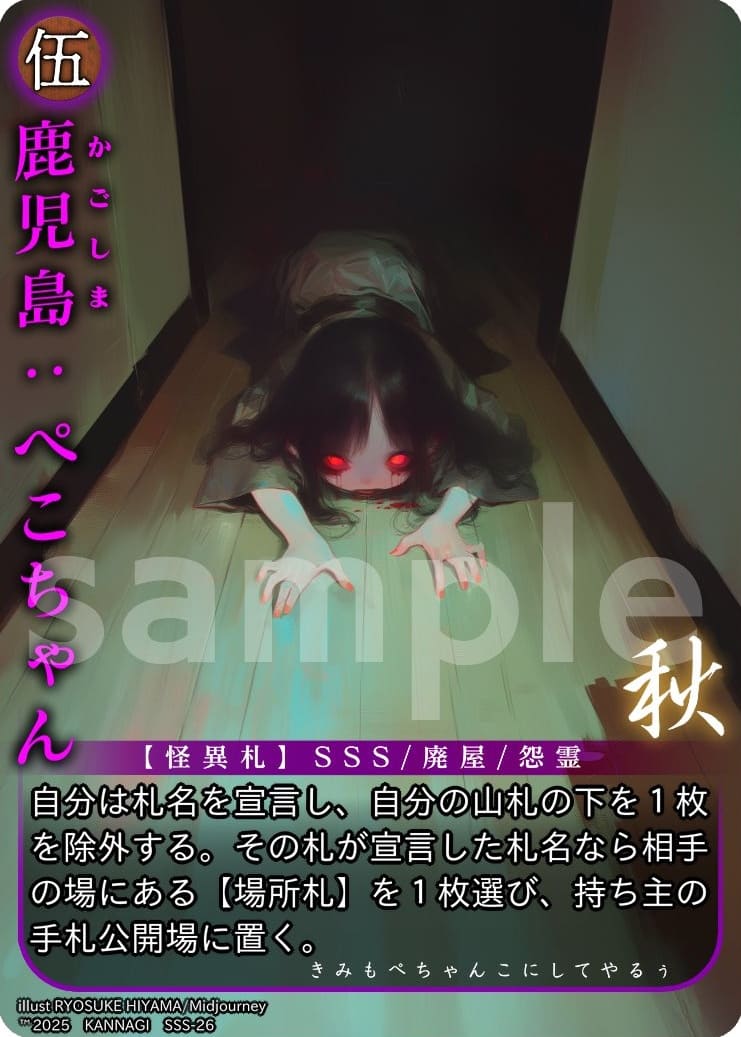 伍
鹿児島：ぺこちゃん
かごしま
sample
秋
【怪異札】SSS/廃屋/怨霊
自分は札名を宣言し、自分の山札の下を１枚
を除外する。その札が宣言した札名なら相手
の場にある【場所札】を１枚選び、持ち主の
手札公開場に置く。
きみもぺちゃんこにしてやるぅ
illust RYOSUKE HIYAMA/Midjourney
™2025 KANNAGI SSS-26